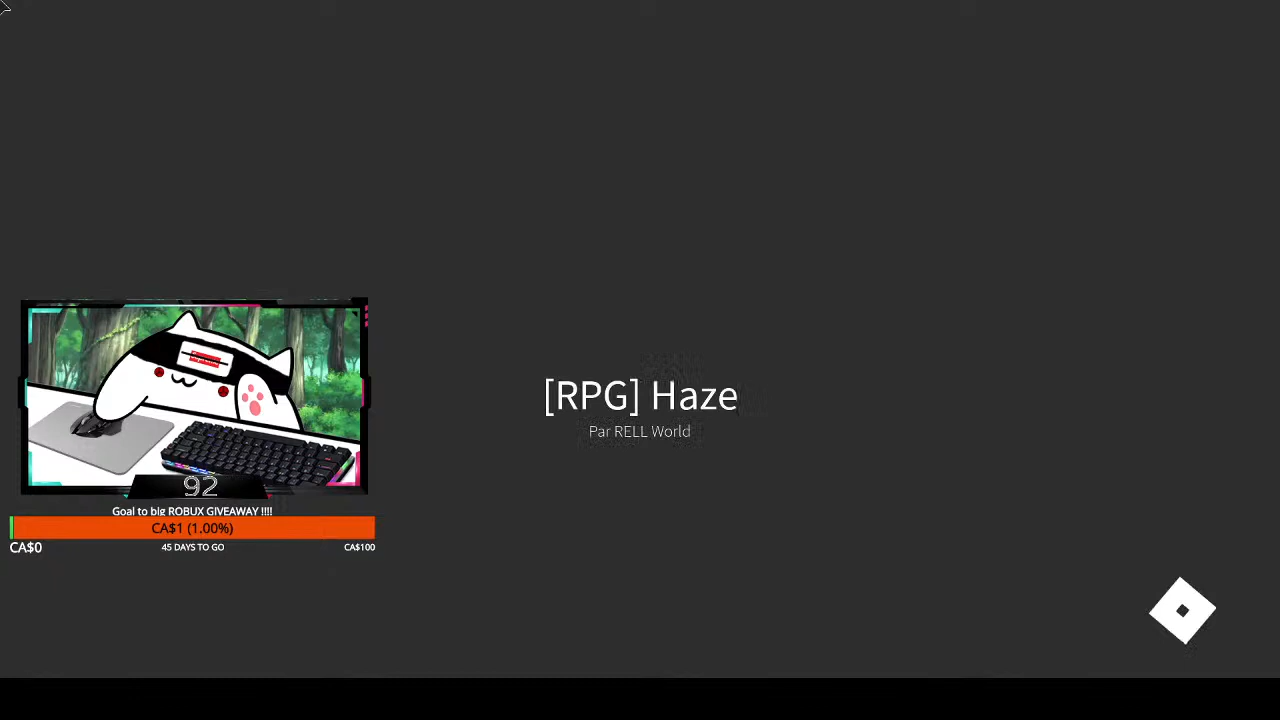 [RPG] Haze
Par RELL World
92
Goal to big ROBUX GIVEAWAY !!!!
CA$1 (1.00%)
CA$0
45 DAYS TO GO
CA$100